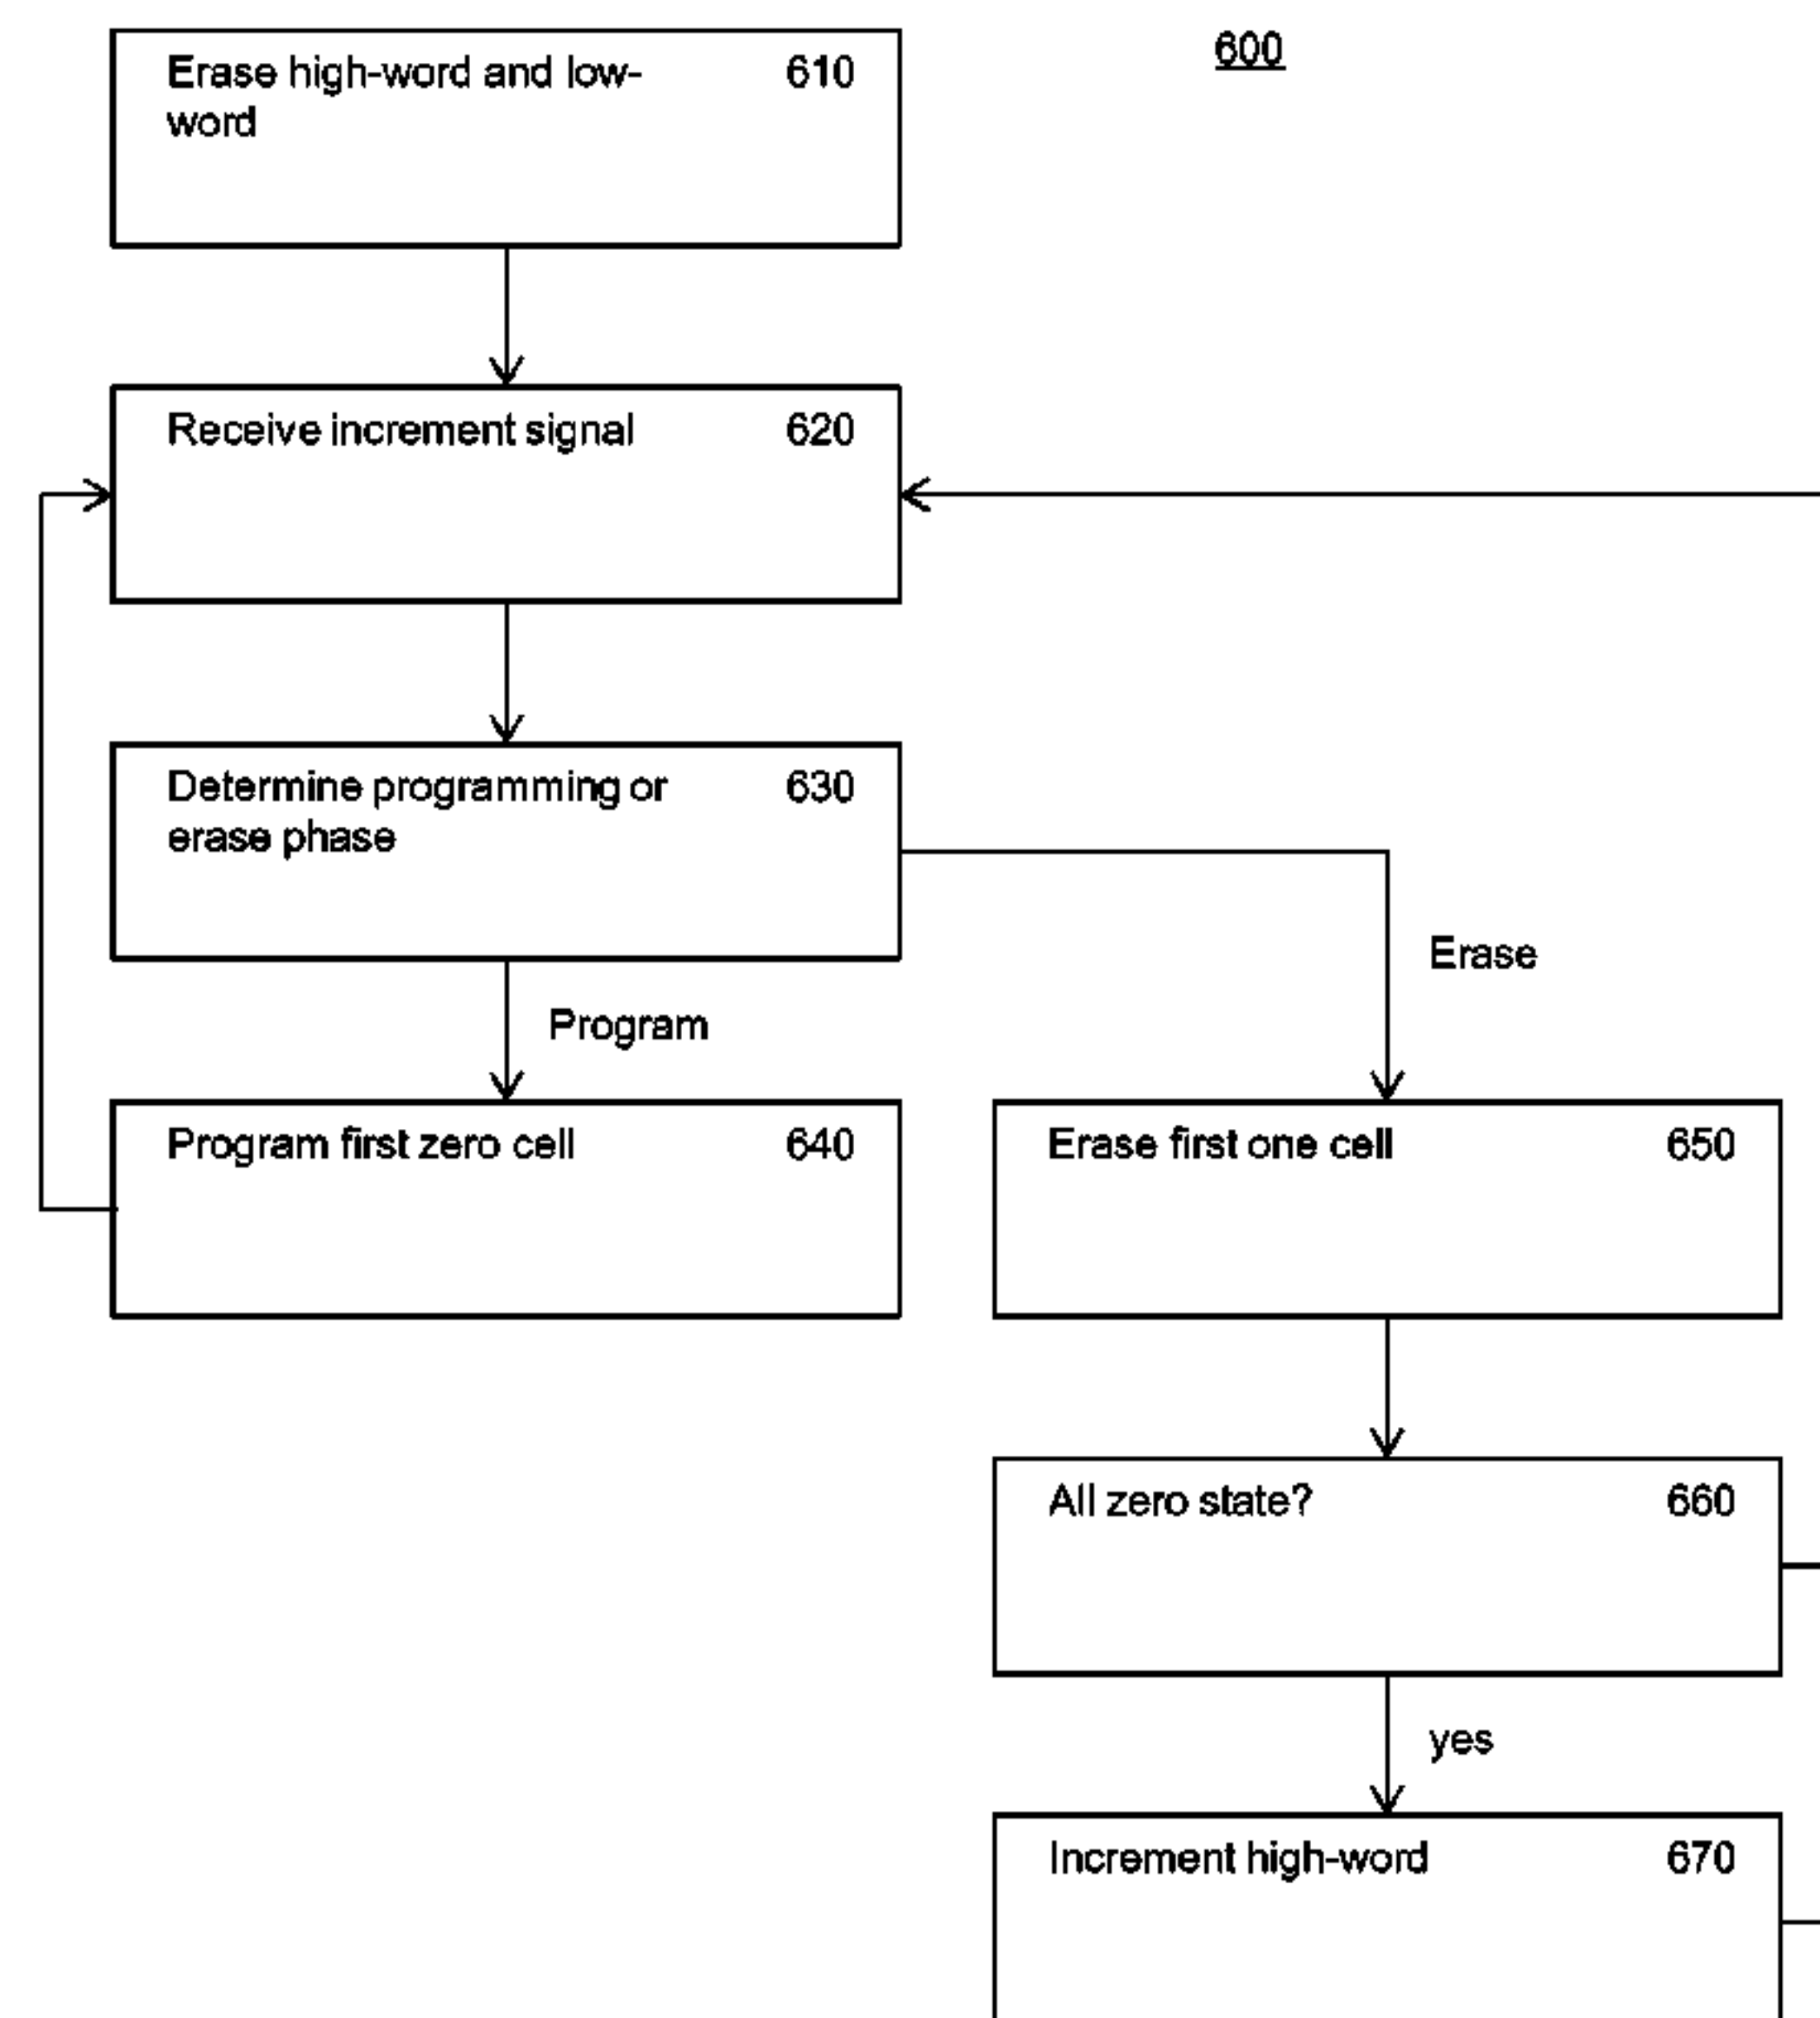 600
Erase high-word and low- 610
word
Receive increment signal 620
Determine programming or 630
erase phase
Erase
Program
Program first zero cell 640
Erase first one cell 650
All zero state? 660
yes
Increment high-word 670